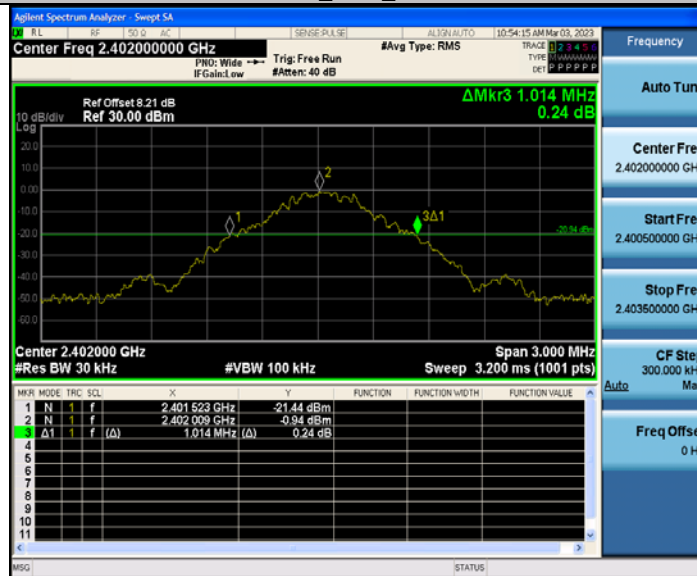 Agilent Spectrum Analyzer - Swept SA
RL RF 50 Ω AC SENSE:PULSE ALIGN AUTO 10:54:15 AM Mar 03, 2023
Center Freq 2.402000000 GHz
#Avg Type: RMS
TRACE 1 2 3 4 5 6
PNO: Wide Trig: Free Run
TYPE MWWWWW
IFGain:Low #Atten: 40 dB
DET P P P P P P
Ref Offset 8.21 dB
ΔMkr3 1.014 MHz
10 dB/div Ref 30.00 dBm
0.24 dB
Log
20.0
10.0
0.00
-10.0
-20.0
-30.0
-40.0
-50.0
-60.0
1
2
3Δ1
-20.94 dBm
Center 2.402000 GHz Span 3.000 MHz
#Res BW 30 kHz #VBW 100 kHz Sweep 3.200 ms (1001 pts)
MKR MODE TRC SCL X Y FUNCTION FUNCTION WIDTH FUNCTION VALUE
1 N 1 f 2.401 523 GHz -21.44 dBm
2 N 1 f 2.402 009 GHz -0.94 dBm
3 Δ1 1 f (Δ) 1.014 MHz (Δ) 0.24 dB
4
5
6
7
8
9
10
11
MSG STATUS
Frequency
Auto Tun
Center Fre
2.402000000 GH
Start Fre
2.400500000 GH
Stop Fre
2.403500000 GH
CF Ste
300.000 kH
Auto Ma
Freq Offse
0 H